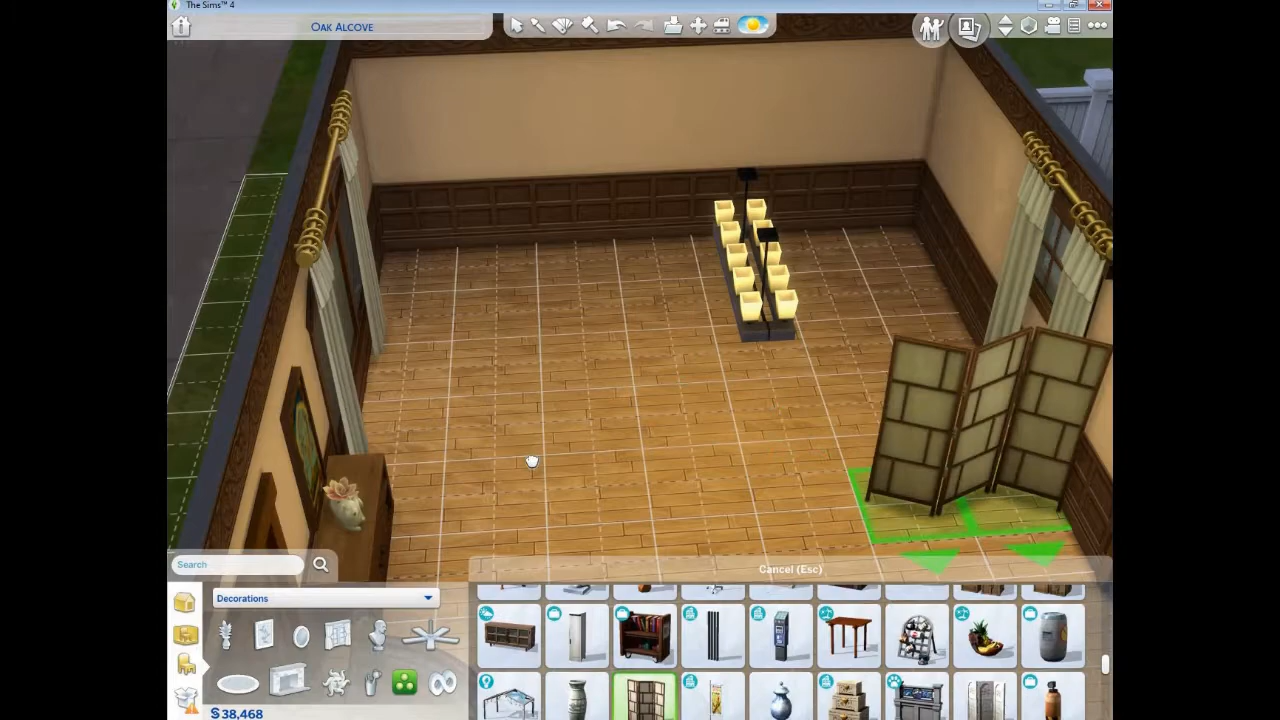 The Sims™ 4
Oak Alcove
Search
Cancel (Esc)
Decorations
§38,468